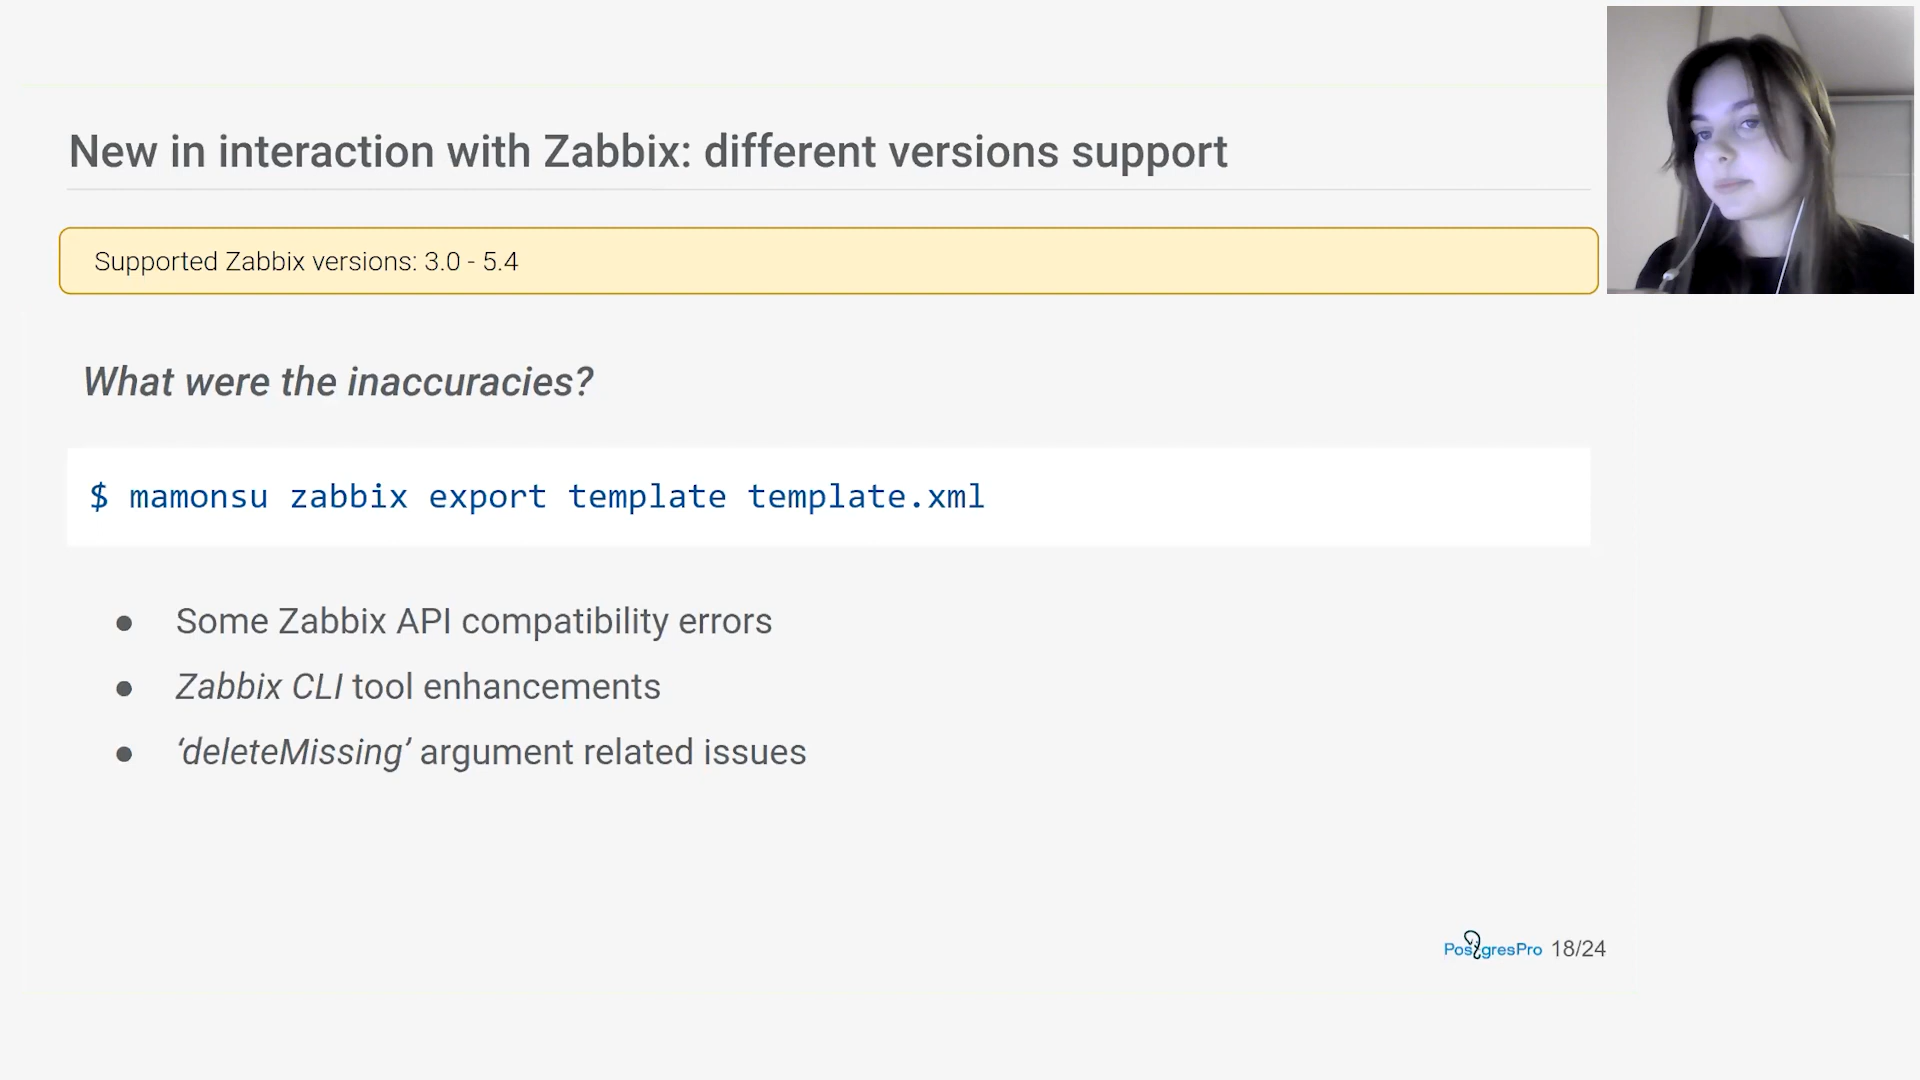 New in interaction with Zabbix: different versions support
Supported Zabbix versions: 3.0 - 5.4
What were the inaccuracies?
$ mamonsu zabbix export template template.xml
● Some Zabbix API compatibility errors
● Zabbix CLI tool enhancements
● ‘deleteMissing’ argument related issues
PostgresPro 18/24